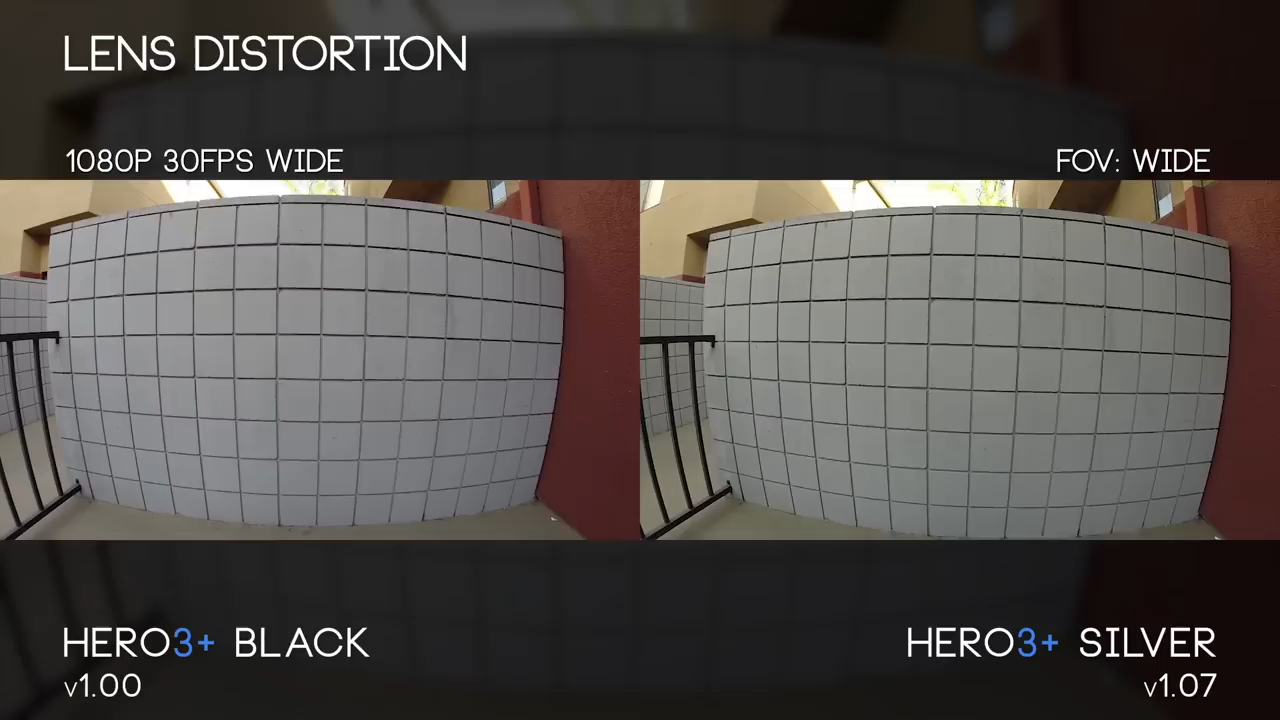 LENS DISTORTION
1080P 30FPS WIDE
FOV: WIDE
HERO3+ BLACK
v1.00
HERO3+ SILVER
v1.07